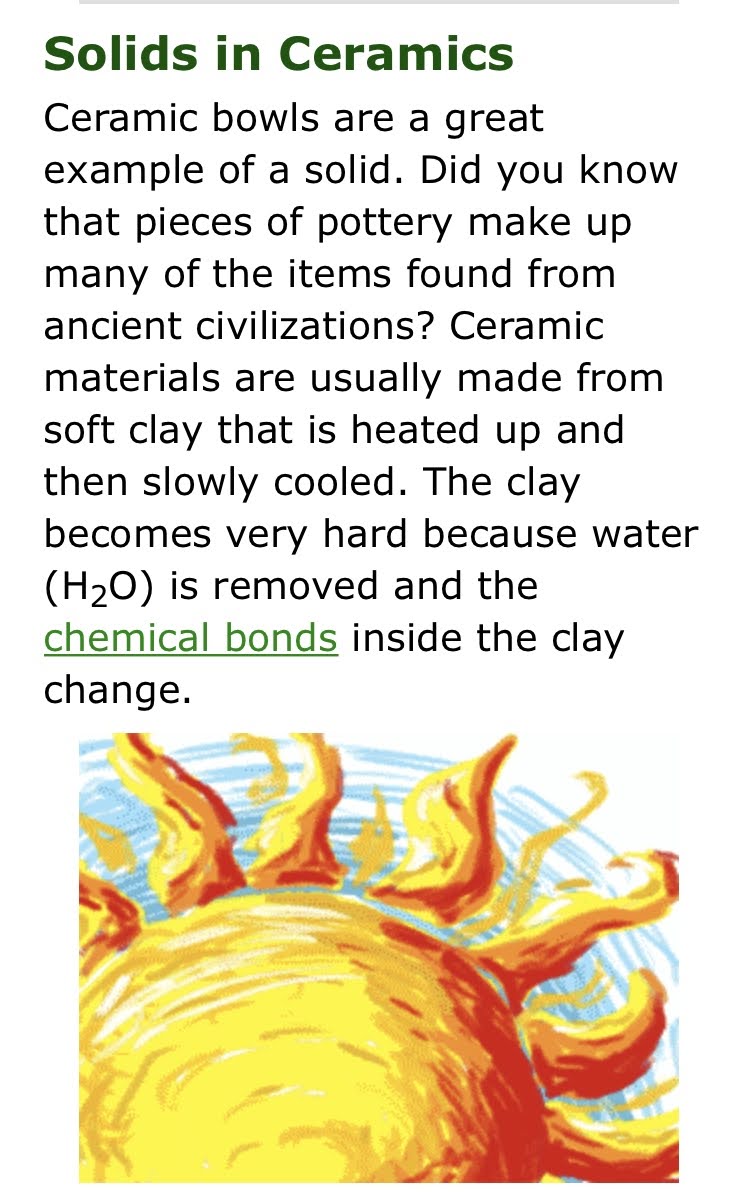 Solids in Ceramics
Ceramic bowls are a great
example of a solid. Did you know
that pieces of pottery make up
many of the items found from
ancient civilizations? Ceramic
materials are usually made from
soft clay that is heated up and
then slowly cooled. The clay
becomes very hard because water
(H₂O) is removed and the
chemical bonds inside the clay
change.